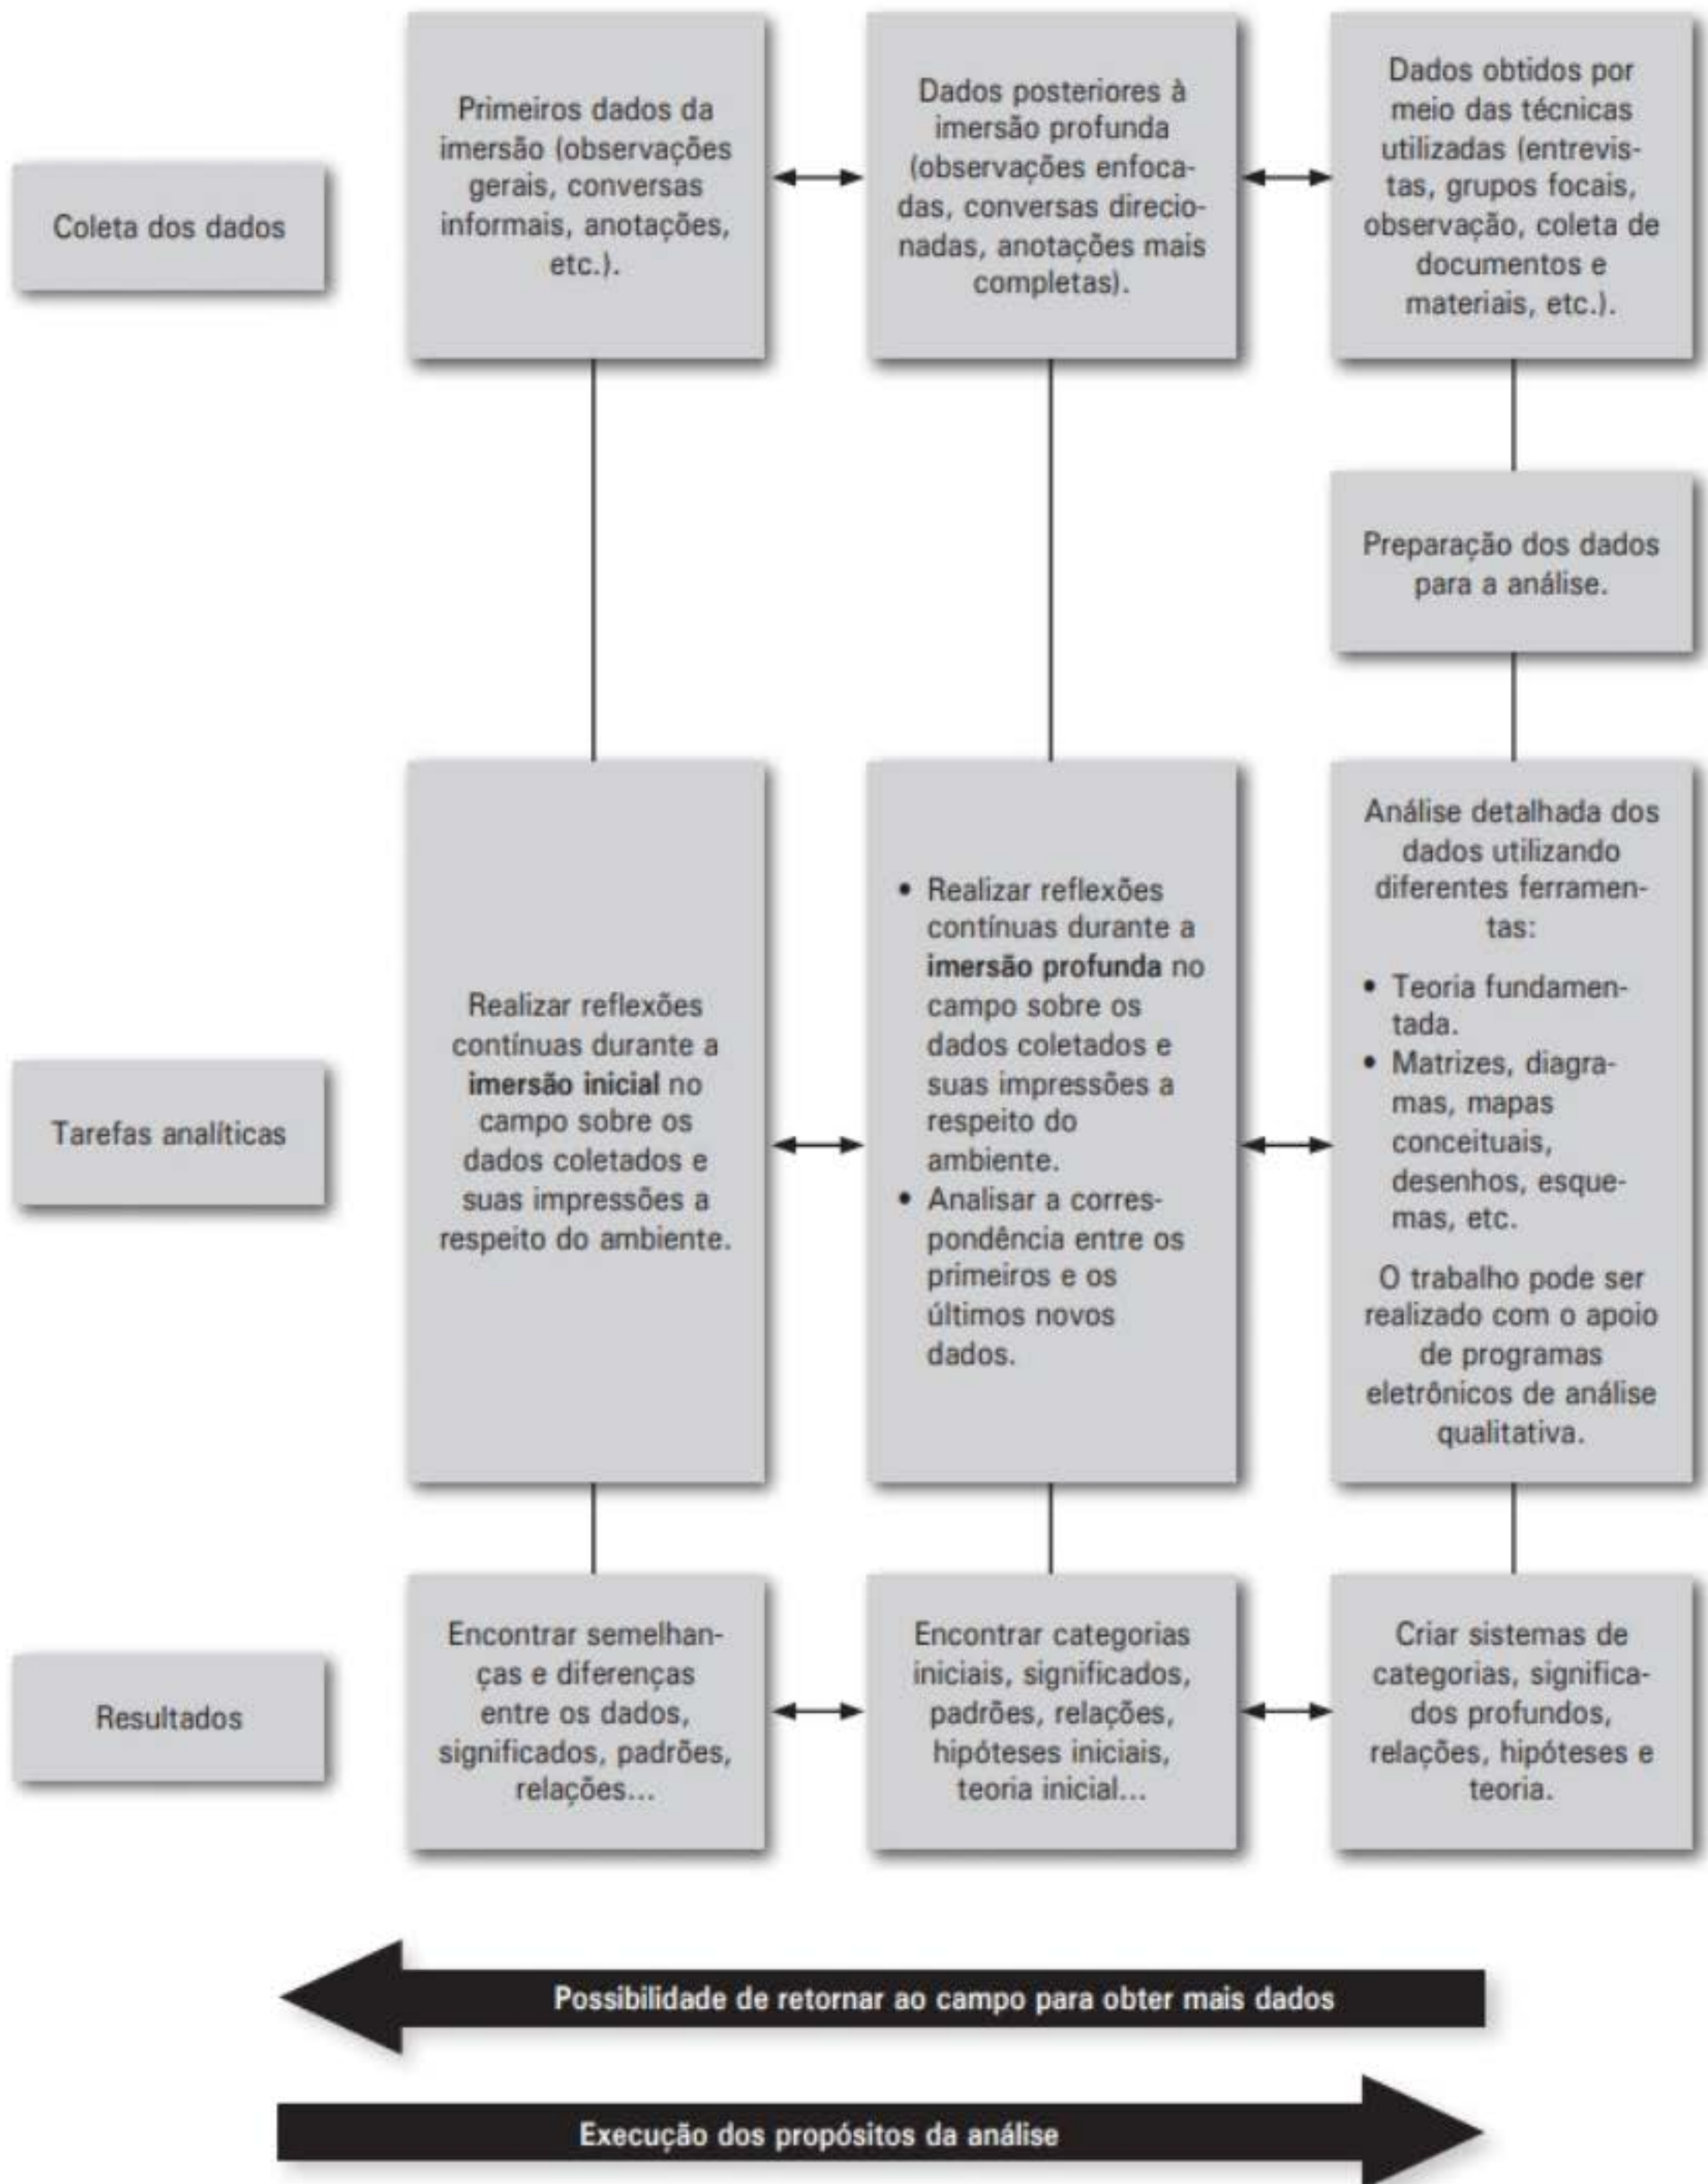 Coleta dos dados
Primeiros dados da
imersão (observações
gerais, conversas
informais, anotações,
etc.).
Dados posteriores à
imersão profunda
(observações enfoca-
das, conversas direcio-
nadas, anotações mais
completas).
Dados obtidos por
meio das técnicas
utilizadas (entrevis-
tas, grupos focais,
observação, coleta de
documentos e
materiais, etc.).
Preparação dos dados
para a análise.
Tarefas analíticas
Realizar reflexões
contínuas durante a
imersão inicial no
campo sobre os
dados coletados e
suas impressões a
respeito do ambiente.
• Realizar reflexões
contínuas durante a
imersão profunda no
campo sobre os
dados coletados e
suas impressões a
respeito do
ambiente.
• Analisar a corres-
pondência entre os
primeiros e os
últimos novos
dados.
Análise detalhada dos
dados utilizando
diferentes ferramen-
tas:
• Teoria fundamen-
tada.
• Matrizes, diagra-
mas, mapas
conceituais,
desenhos, esque-
mas, etc.
O trabalho pode ser
realizado com o apoio
de programas
eletrônicos de análise
qualitativa.
Resultados
Encontrar semelhan-
ças e diferenças
entre os dados,
significados, padrões,
relações...
Encontrar categorias
iniciais, significados,
padrões, relações,
hipóteses iniciais,
teoria inicial...
Criar sistemas de
categorias, significa-
dos profundos,
relações, hipóteses e
teoria.
Possibilidade de retornar ao campo para obter mais dados
Execução dos propósitos da análise